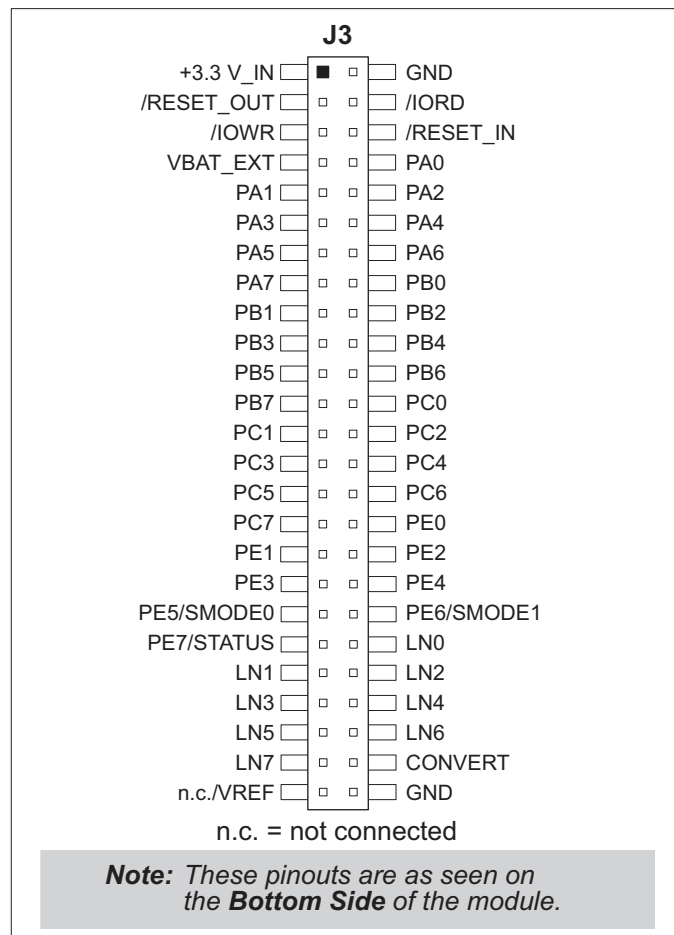 J3
+3.3 V_IN GND
/RESET_OUT /IORD
/IOWR /RESET_IN
VBAT_EXT PA0
PA1 PA2
PA3 PA4
PA5 PA6
PA7 PB0
PB1 PB2
PB3 PB4
PB5 PB6
PB7 PC0
PC1 PC2
PC3 PC4
PC5 PC6
PC7 PE0
PE1 PE2
PE3 PE4
PE5/SMODE0 PE6/SMODE1
PE7/STATUS LN0
LN1 LN2
LN3 LN4
LN5 LN6
LN7 CONVERT
n.c./VREF GND
n.c. = not connected
Note: These pinouts are as seen on
the Bottom Side of the module.